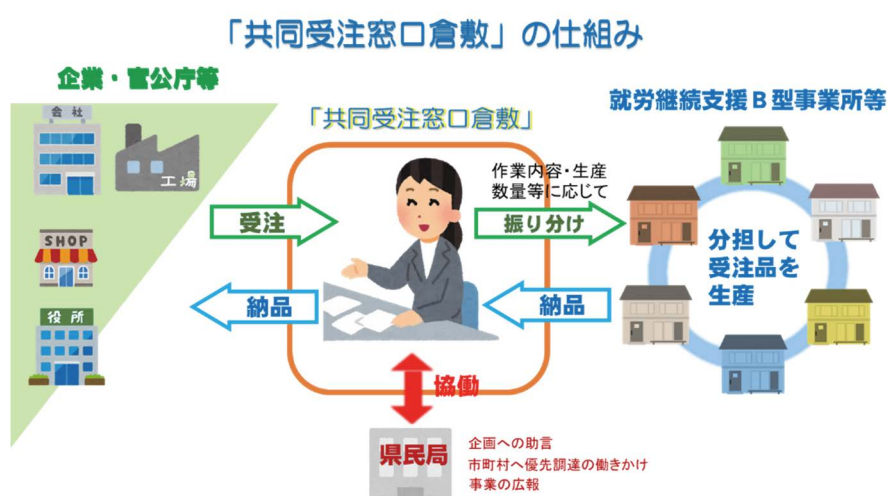 「共同受注窓口倉敷」の仕組み
企業・官公庁等
会社
工場
SHOP
役所
「共同受注窓口倉敷」
受注
納品
作業内容・生産
数量等に応じて
振り分け
納品
就労継続支援B型事業所等
分担して
受注品を
生産
協働
県民局
企画への助言
市町村へ優先調達の働きかけ
事業の広報